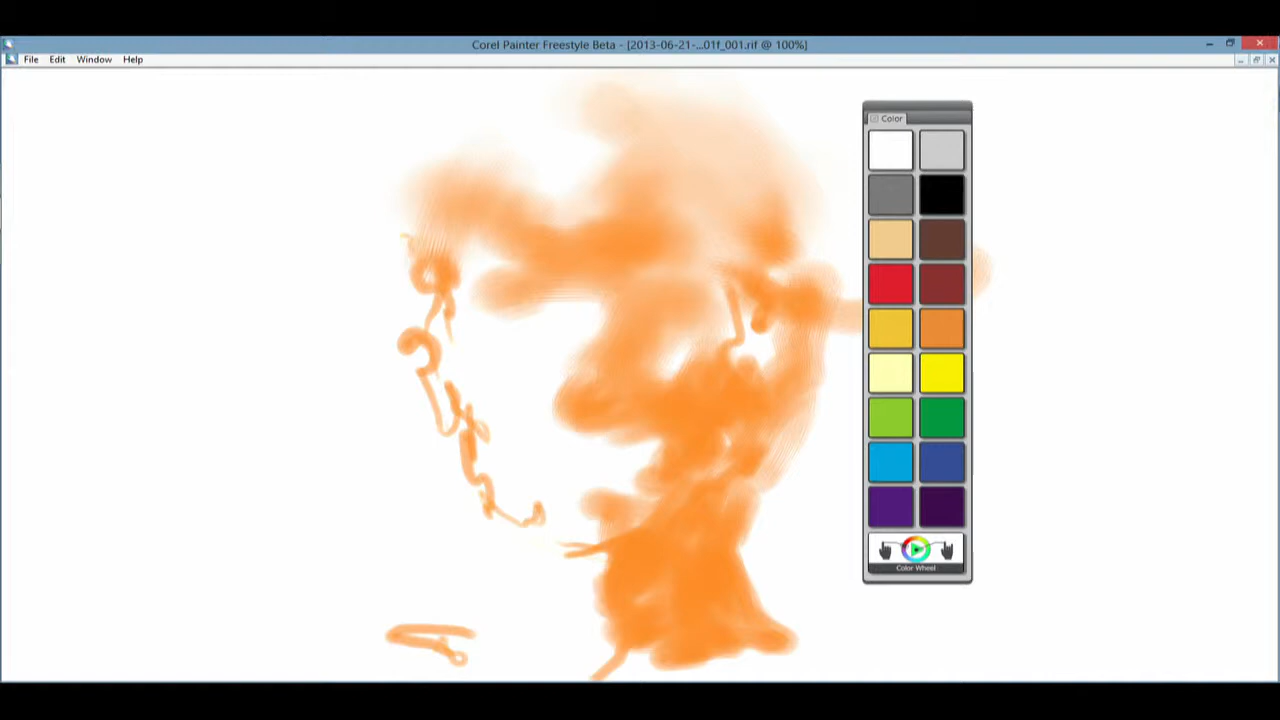 Corel Painter Freestyle Beta - [2013-06-21-...01f_001.rif @ 100%]
File Edit Window Help
Color
Color Wheel